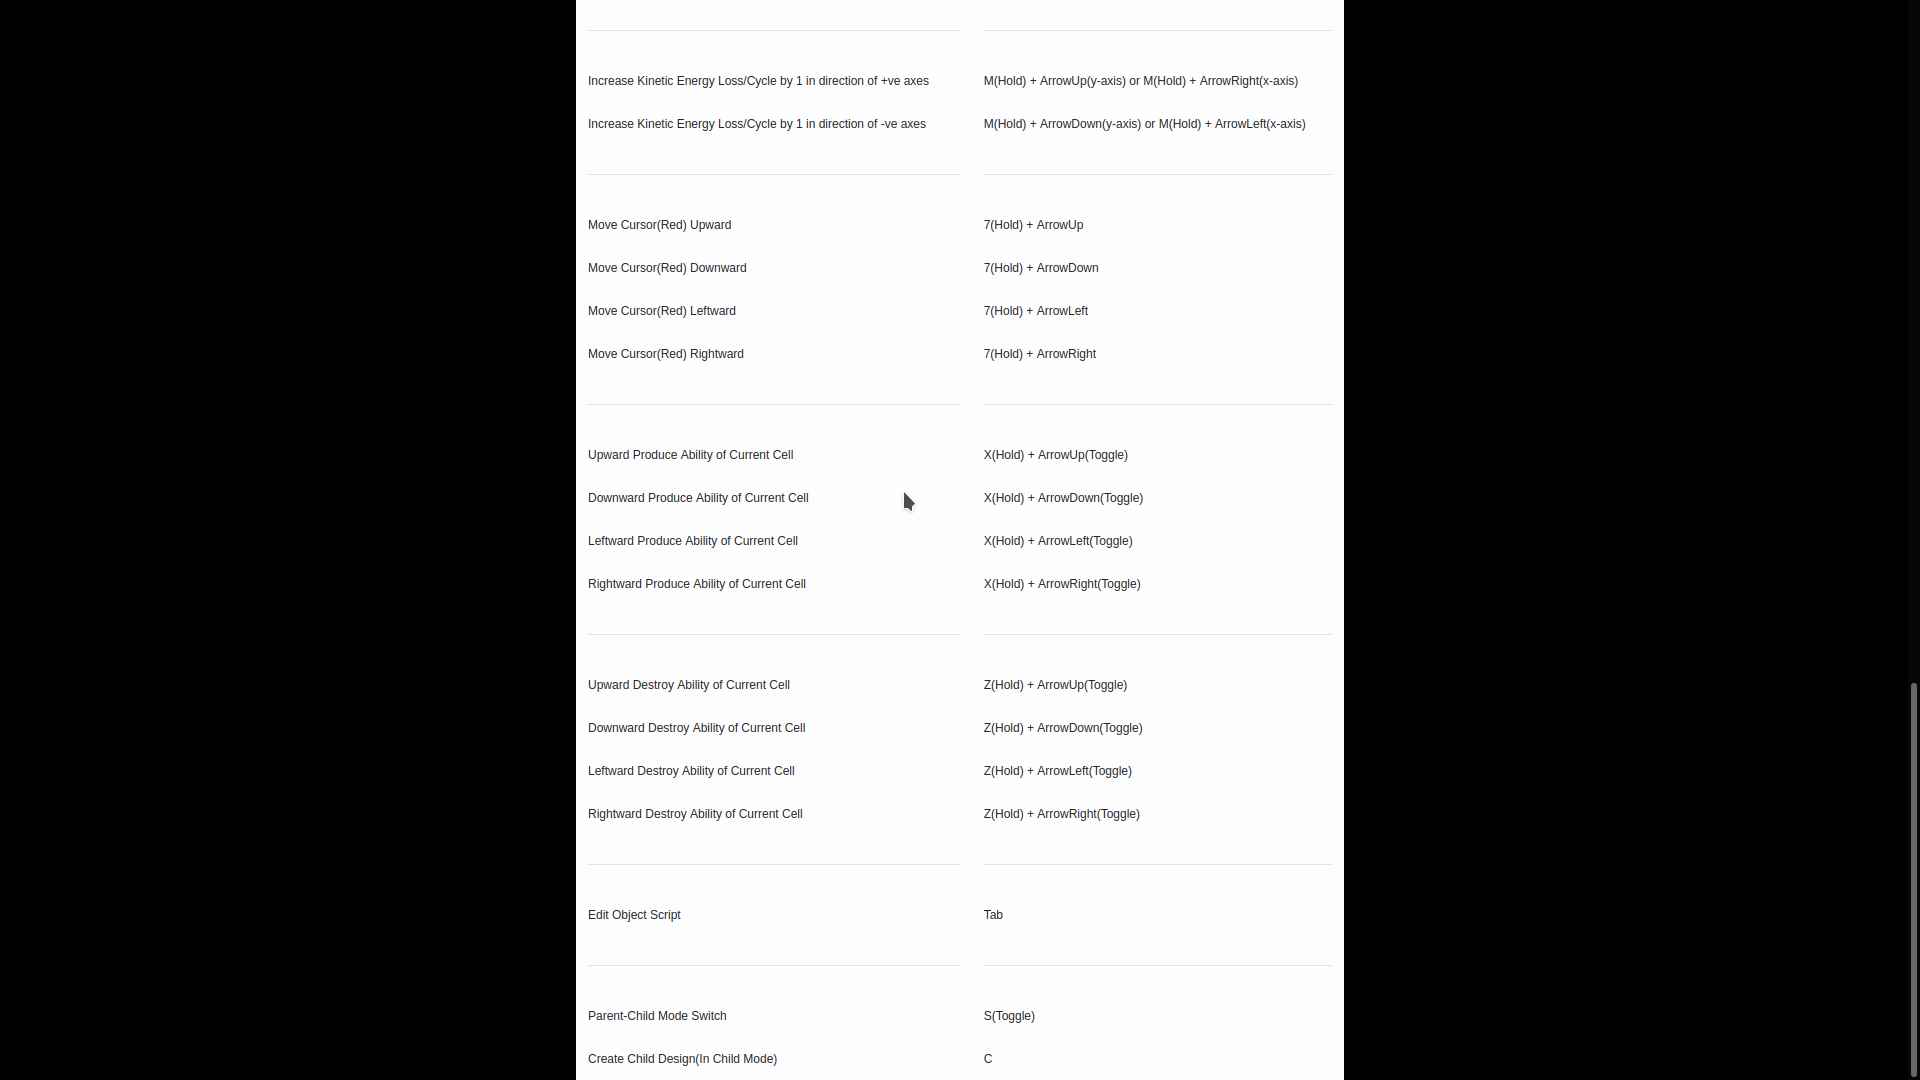 Increase Kinetic Energy Loss/Cycle by 1 in direction of +ve axes M(Hold) + ArrowUp(y-axis) or M(Hold) + ArrowRight(x-axis)
Increase Kinetic Energy Loss/Cycle by 1 in direction of -ve axes M(Hold) + ArrowDown(y-axis) or M(Hold) + ArrowLeft(x-axis)
Move Cursor(Red) Upward 7(Hold) + ArrowUp
Move Cursor(Red) Downward 7(Hold) + ArrowDown
Move Cursor(Red) Leftward 7(Hold) + ArrowLeft
Move Cursor(Red) Rightward 7(Hold) + ArrowRight
Upward Produce Ability of Current Cell X(Hold) + ArrowUp(Toggle)
Downward Produce Ability of Current Cell X(Hold) + ArrowDown(Toggle)
Leftward Produce Ability of Current Cell X(Hold) + ArrowLeft(Toggle)
Rightward Produce Ability of Current Cell X(Hold) + ArrowRight(Toggle)
Upward Destroy Ability of Current Cell Z(Hold) + ArrowUp(Toggle)
Downward Destroy Ability of Current Cell Z(Hold) + ArrowDown(Toggle)
Leftward Destroy Ability of Current Cell Z(Hold) + ArrowLeft(Toggle)
Rightward Destroy Ability of Current Cell Z(Hold) + ArrowRight(Toggle)
Edit Object Script Tab
Parent-Child Mode Switch S(Toggle)
Create Child Design(In Child Mode) C